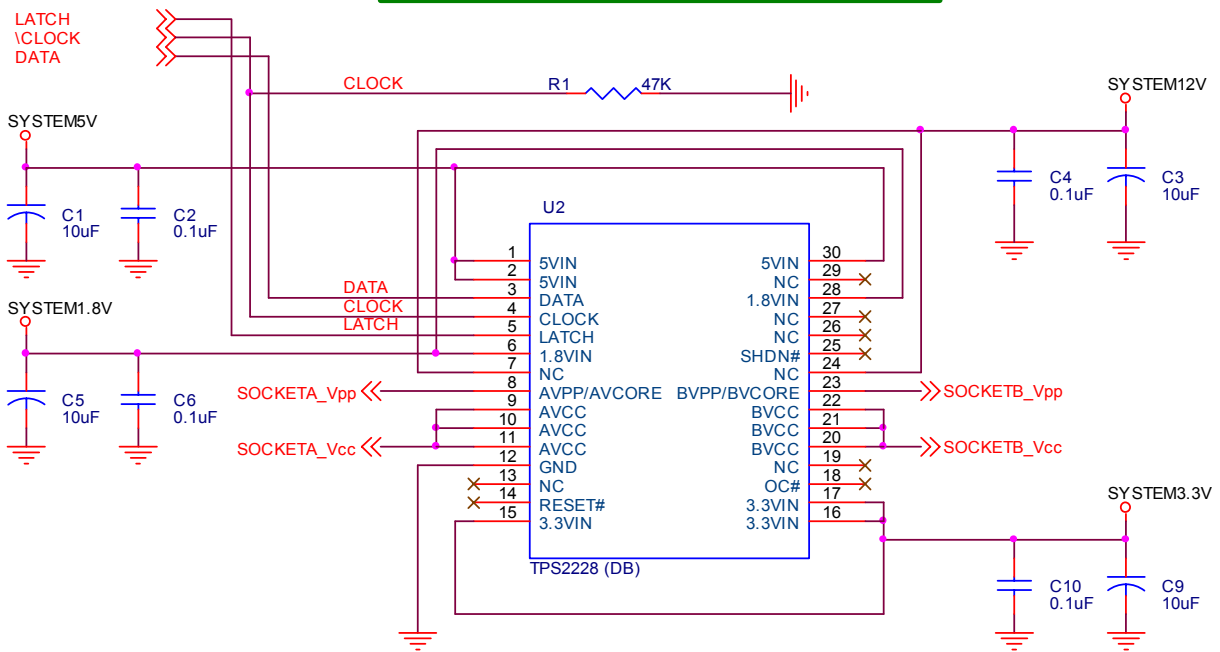 LATCH
\CLOCK
DATA
CLOCK
R1
47K
SYSTEM12V
SYSTEM5V
C4
0.1uF
C3
10uF
C1
10uF
C2
0.1uF
U2
1
5VIN
2
5VIN
DATA
3
DATA
CLOCK
4
CLOCK
LATCH
5
LATCH
6
1.8VIN
7
NC
SOCKETA_Vpp
8
AVPP/AVCORE
9
AVCC
10
AVCC
SOCKETA_Vcc
11
AVCC
12
GND
13
NC
14
RESET#
15
3.3VIN
30
5VIN
29
NC
28
1.8VIN
27
NC
26
NC
25
SHDN#
24
NC
23
BVPP/BVCORE
SOCKETB_Vpp
22
BVCC
21
BVCC
20
BVCC
SOCKETB_Vcc
19
NC
18
OC#
17
3.3VIN
16
3.3VIN
TPS2228 (DB)
SYSTEM1.8V
C5
10uF
C6
0.1uF
SYSTEM3.3V
C10
0.1uF
C9
10uF